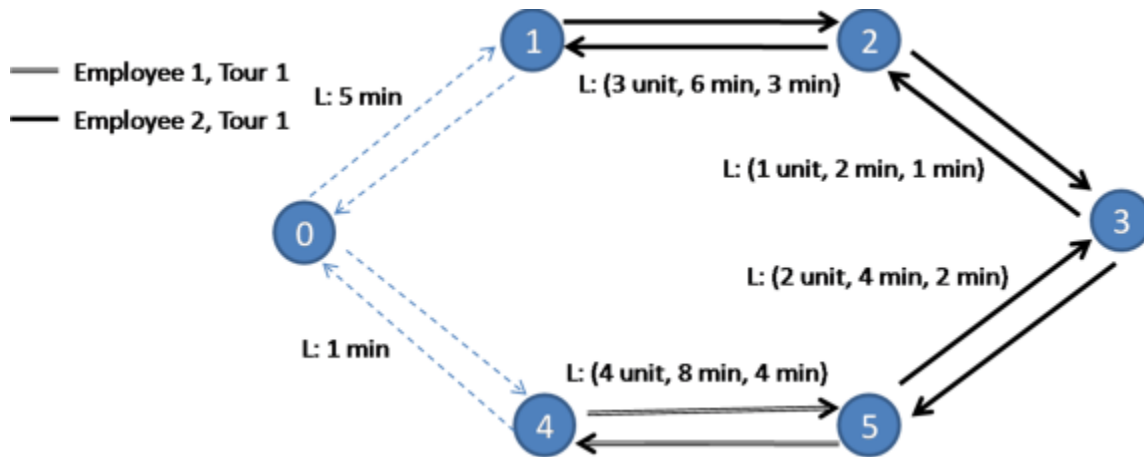 1
2
Employee 1, Tour 1
L: 5 min
L: (3 unit, 6 min, 3 min)
Employee 2, Tour 1
L: (1 unit, 2 min, 1 min)
0
3
L: (2 unit, 4 min, 2 min)
L: 1 min
L: (4 unit, 8 min, 4 min)
4
5